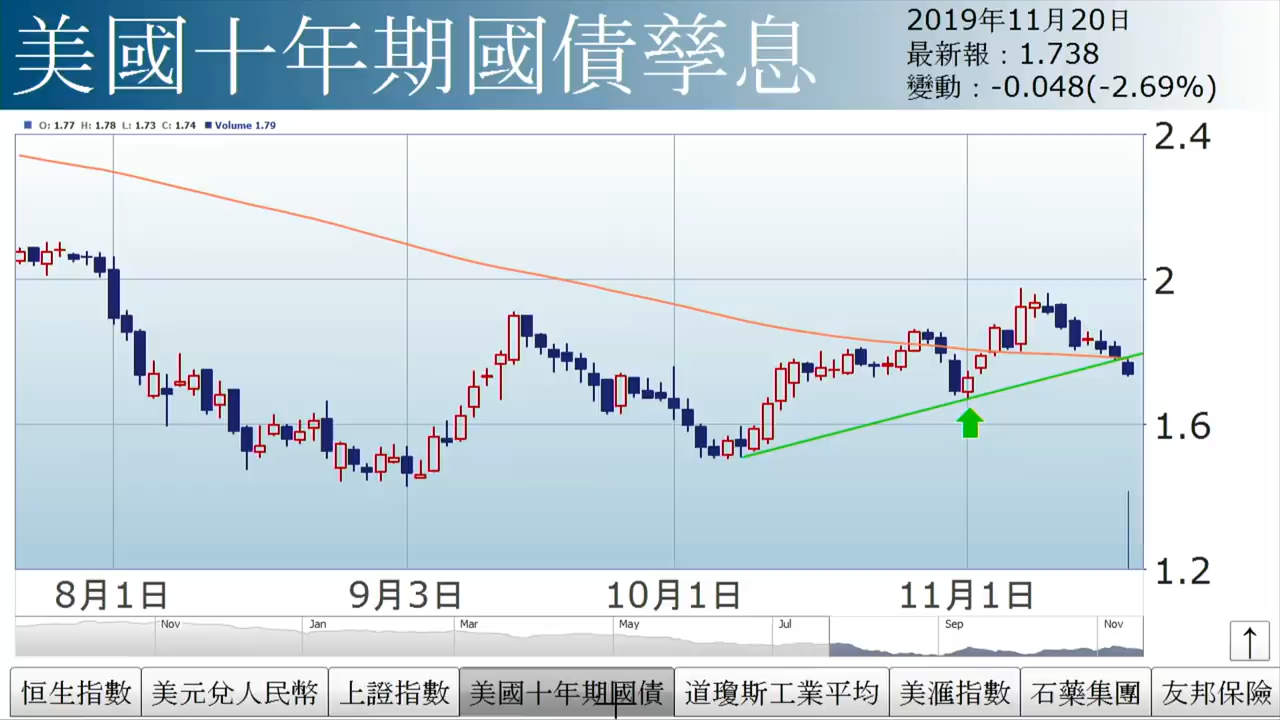 美國十年期國債孳息
2019年11月20日
最新報：1.738
變動：-0.048(-2.69%)
O: 1.77 H: 1.78 L: 1.73 C: 1.74 Volume 1.79
2.4
2
1.6
1.2
8月1日 9月3日 10月1日 11月1日
Nov Jan Mar May Jul Sep Nov
↑
恒生指數 美元兌人民幣 上證指數 美國十年期國債 道瓊斯工業平均 美滙指數 石藥集團 友邦保險